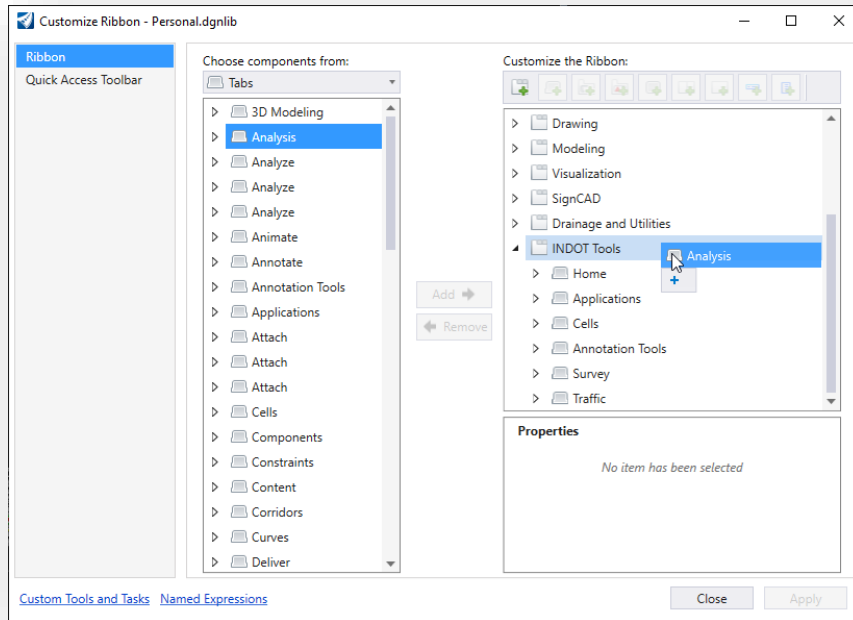 Customize Ribbon - Personal.dgnlib
Ribbon
Quick Access Toolbar
Choose components from:
Tabs
3D Modeling
Analysis
Analyze
Analyze
Analyze
Animate
Annotate
Annotation Tools
Applications
Attach
Attach
Attach
Cells
Components
Constraints
Content
Corridors
Curves
Deliver
Add
Remove
Customize the Ribbon:
Drawing
Modeling
Visualization
SignCAD
Drainage and Utilities
INDOT Tools
Analysis
Home
Applications
Cells
Annotation Tools
Survey
Traffic
Properties
No item has been selected
Custom Tools and Tasks
Named Expressions
Close
Apply